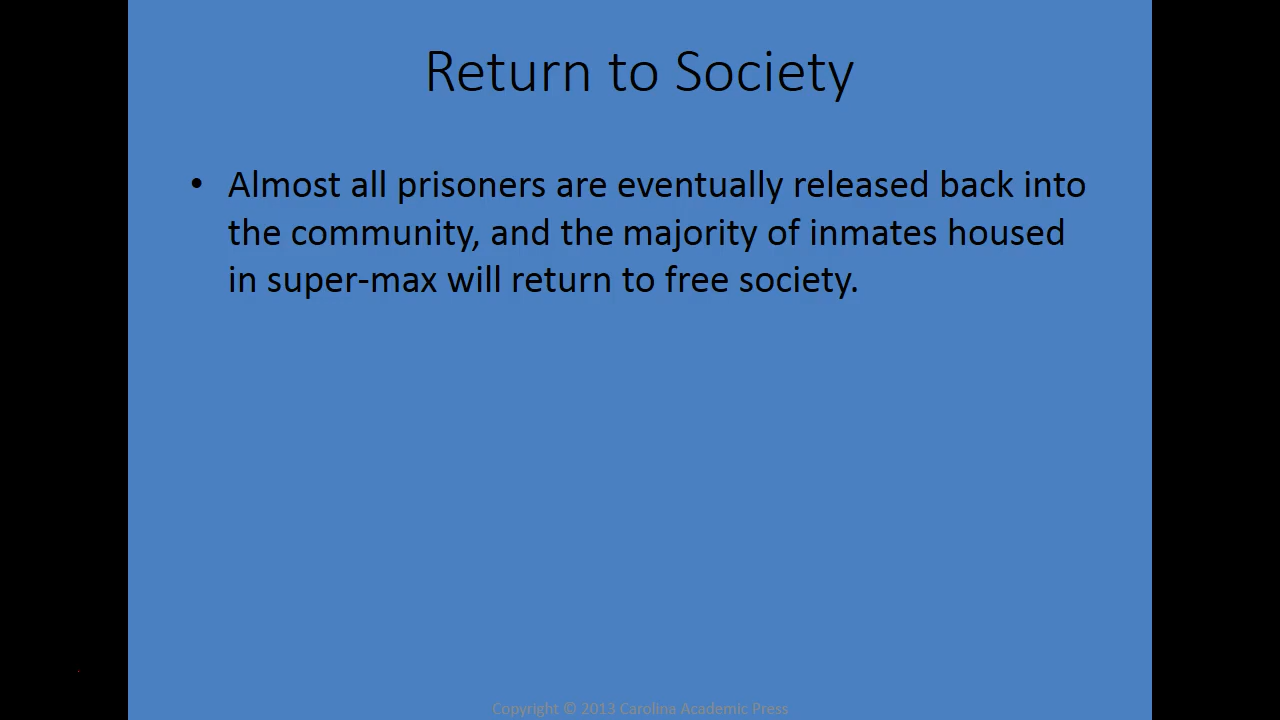 Return to Society
• Almost all prisoners are eventually released back into
the community, and the majority of inmates housed
in super-max will return to free society.
Copyright © 2013 Carolina Academic Press